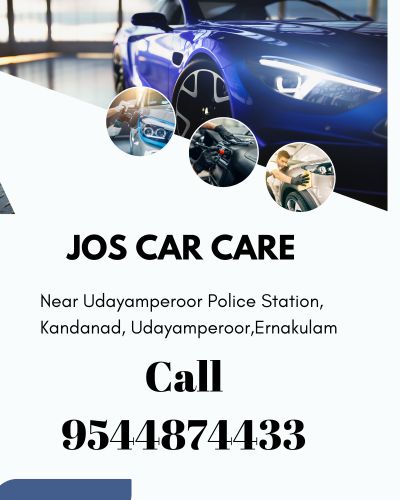 JOS CAR CARE
Near Udayamperoor Police Station,
Kandanad, Udayamperoor,Ernakulam
Call
9544874433